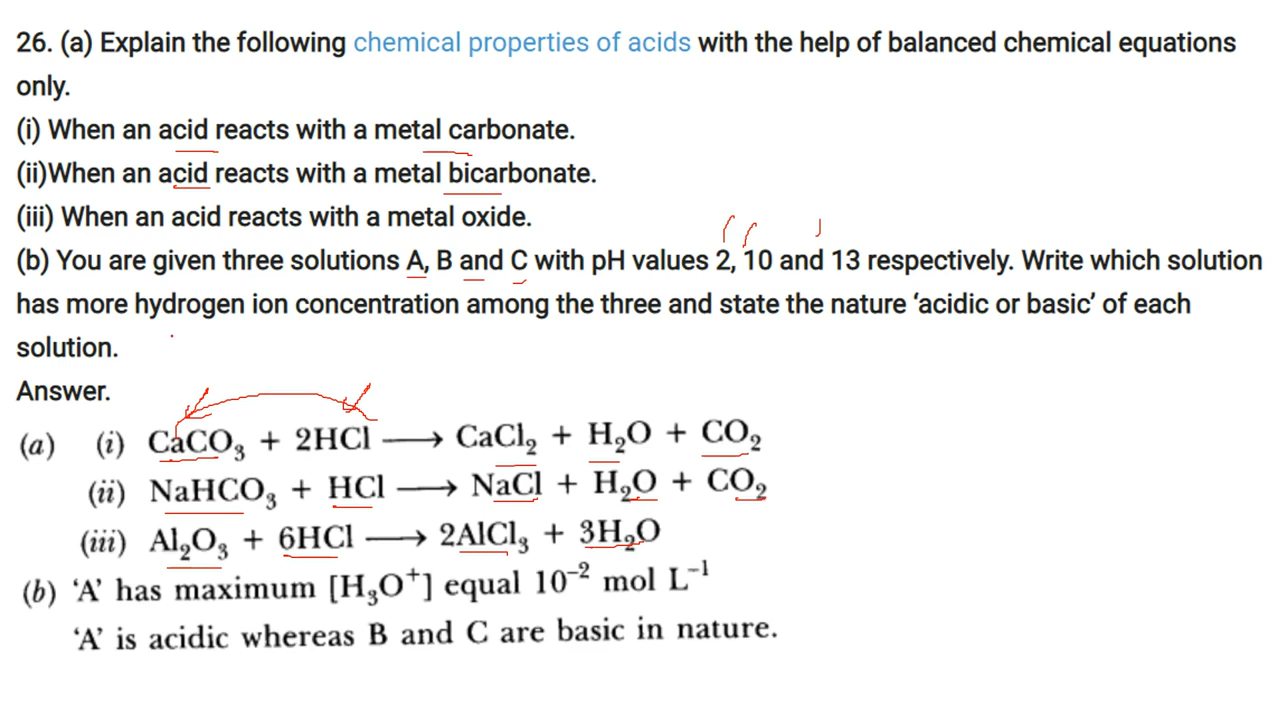 26. (a) Explain the following chemical properties of acids with the help of balanced chemical equations
only.
(i) When an acid reacts with a metal carbonate.
(ii)When an acid reacts with a metal bicarbonate.
(iii) When an acid reacts with a metal oxide.
(b) You are given three solutions A, B and C with pH values 2, 10 and 13 respectively. Write which solution
has more hydrogen ion concentration among the three and state the nature ‘acidic or basic’ of each
solution.
Answer.
(a) (i) CaCO₃ + 2HCl ⟶ CaCl₂ + H₂O + CO₂
(ii) NaHCO₃ + HCl ⟶ NaCl + H₂O + CO₂
(iii) Al₂O₃ + 6HCl ⟶ 2AlCl₃ + 3H₂O
(b) ‘A’ has maximum [H₃O⁺] equal 10⁻² mol L⁻¹
‘A’ is acidic whereas B and C are basic in nature.